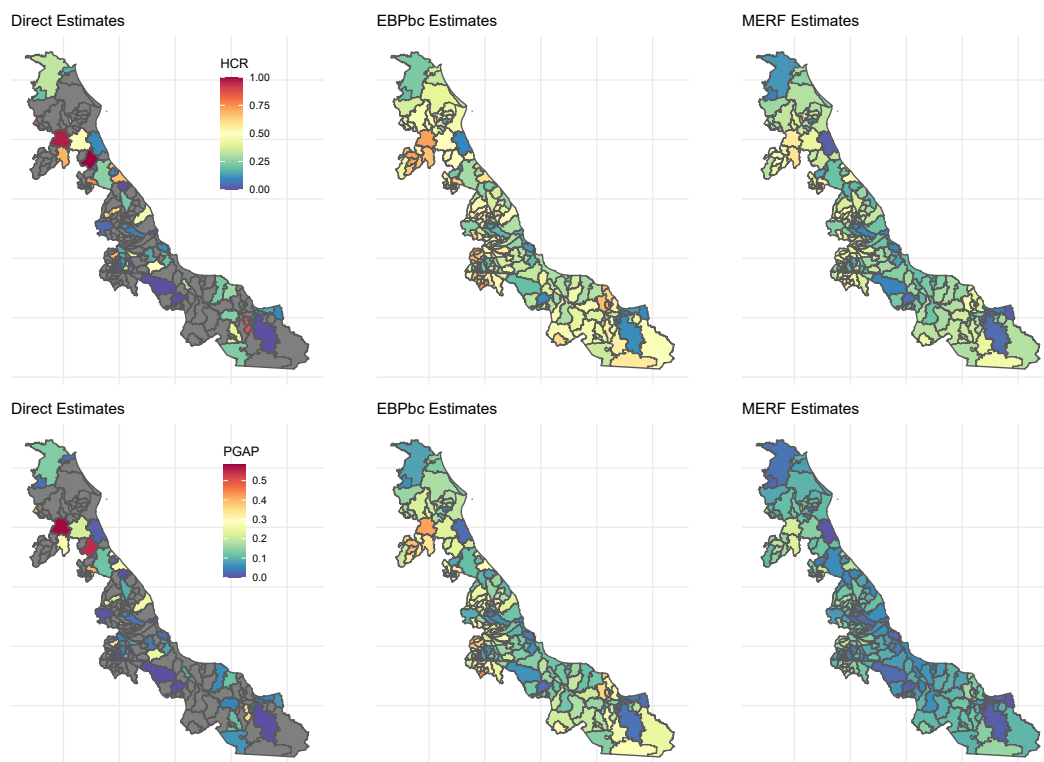 Direct Estimates
EBPbc Estimates
MERF Estimates
HCR
1.00
0.75
0.50
0.25
0.00
Direct Estimates
EBPbc Estimates
MERF Estimates
PGAP
0.5
0.4
0.3
0.2
0.1
0.0